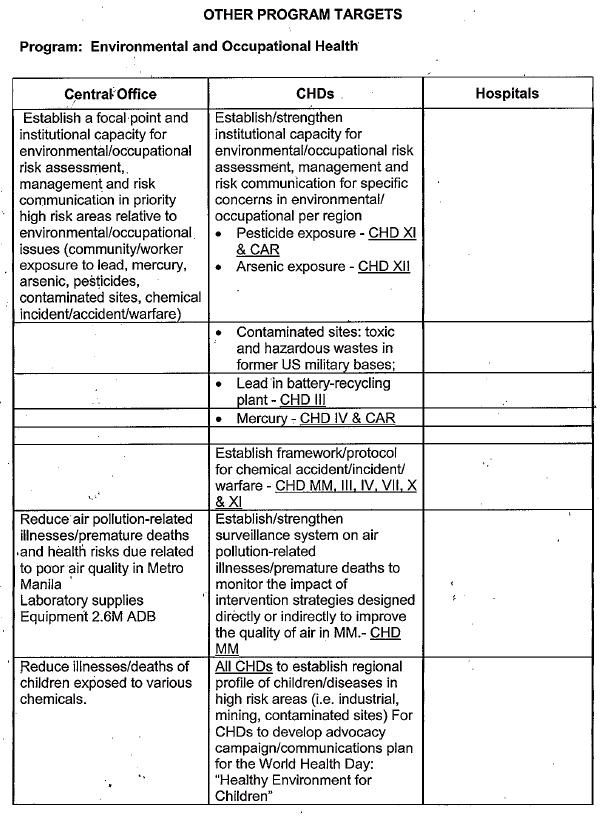 OTHER PROGRAM TARGETS
Program: Environmental and Occupational Health
Central Office
CHDs
Hospitals
Establish a focal point and
institutional capacity for
environmental/occupational
risk assessment,
management and risk
communication in priority
high risk areas relative to
environmental/occupational
issues (community/worker
exposure to lead, mercury,
arsenic, pesticides,
contaminated sites, chemical
incident/accident/warfare)
Establish/strengthen
institutional capacity for
environmental/occupational risk
assessment, management and
risk communication for specific
concerns in environmental/
occupational per region
• Pesticide exposure - CHD XI
& CAR
• Arsenic exposure - CHD XII
• Contaminated sites: toxic
and hazardous wastes in
former US military bases;
• Lead in battery-recycling
plant - CHD III
• Mercury - CHD IV & CAR
Establish framework/protocol
for chemical accident/incident/
warfare - CHD MM, III, IV, VII, X
& XI
Reduce air pollution-related
illnesses/premature deaths
and health risks due related
to poor air quality in Metro
Manila
Laboratory supplies
Equipment 2.6M ADB
Establish/strengthen
surveillance system on air
pollution-related
illnesses/premature deaths to
monitor the impact of
intervention strategies designed
directly or indirectly to improve
the quality of air in MM.- CHD
MM
Reduce illnesses/deaths of
children exposed to various
chemicals.
All CHDs to establish regional
profile of children/diseases in
high risk areas (i.e. industrial,
mining, contaminated sites) For
CHDs to develop advocacy
campaign/communications plan
for the World Health Day:
“Healthy Environment for
Children”